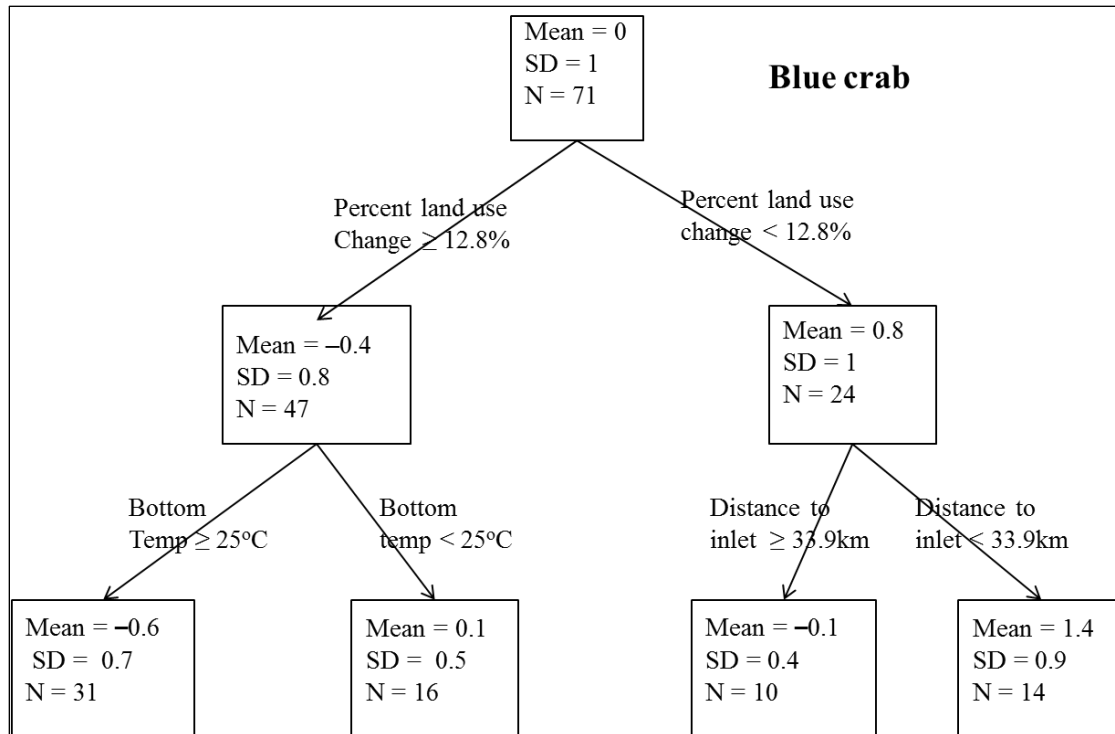 Mean = 0
SD = 1
N = 71
Blue crab
Percent land use
Change ≥ 12.8%
Percent land use
change < 12.8%
Mean = –0.4
SD = 0.8
N = 47
Mean = 0.8
SD = 1
N = 24
Bottom
Temp ≥ 25°C
Bottom
temp < 25°C
Distance to
inlet ≥ 33.9km
Distance to
inlet < 33.9km
Mean = –0.6
SD = 0.7
N = 31
Mean = 0.1
SD = 0.5
N = 16
Mean = –0.1
SD = 0.4
N = 10
Mean = 1.4
SD = 0.9
N = 14